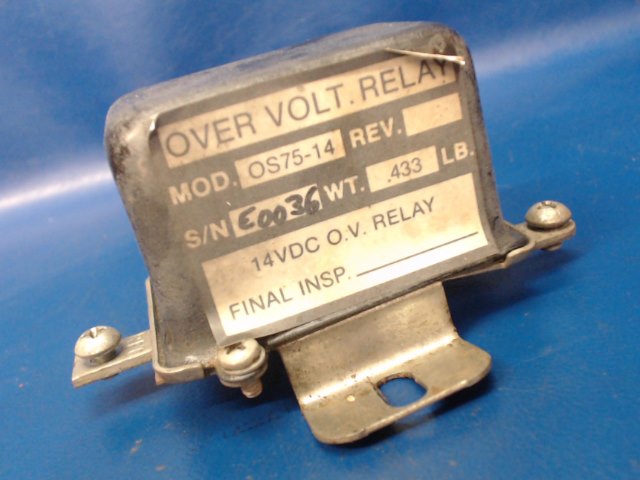 OVER VOLT. RELAY
MOD. OS75-14 REV.
S/N E0036 WT. .433 LB.
14VDC O.V. RELAY
FINAL INSP.